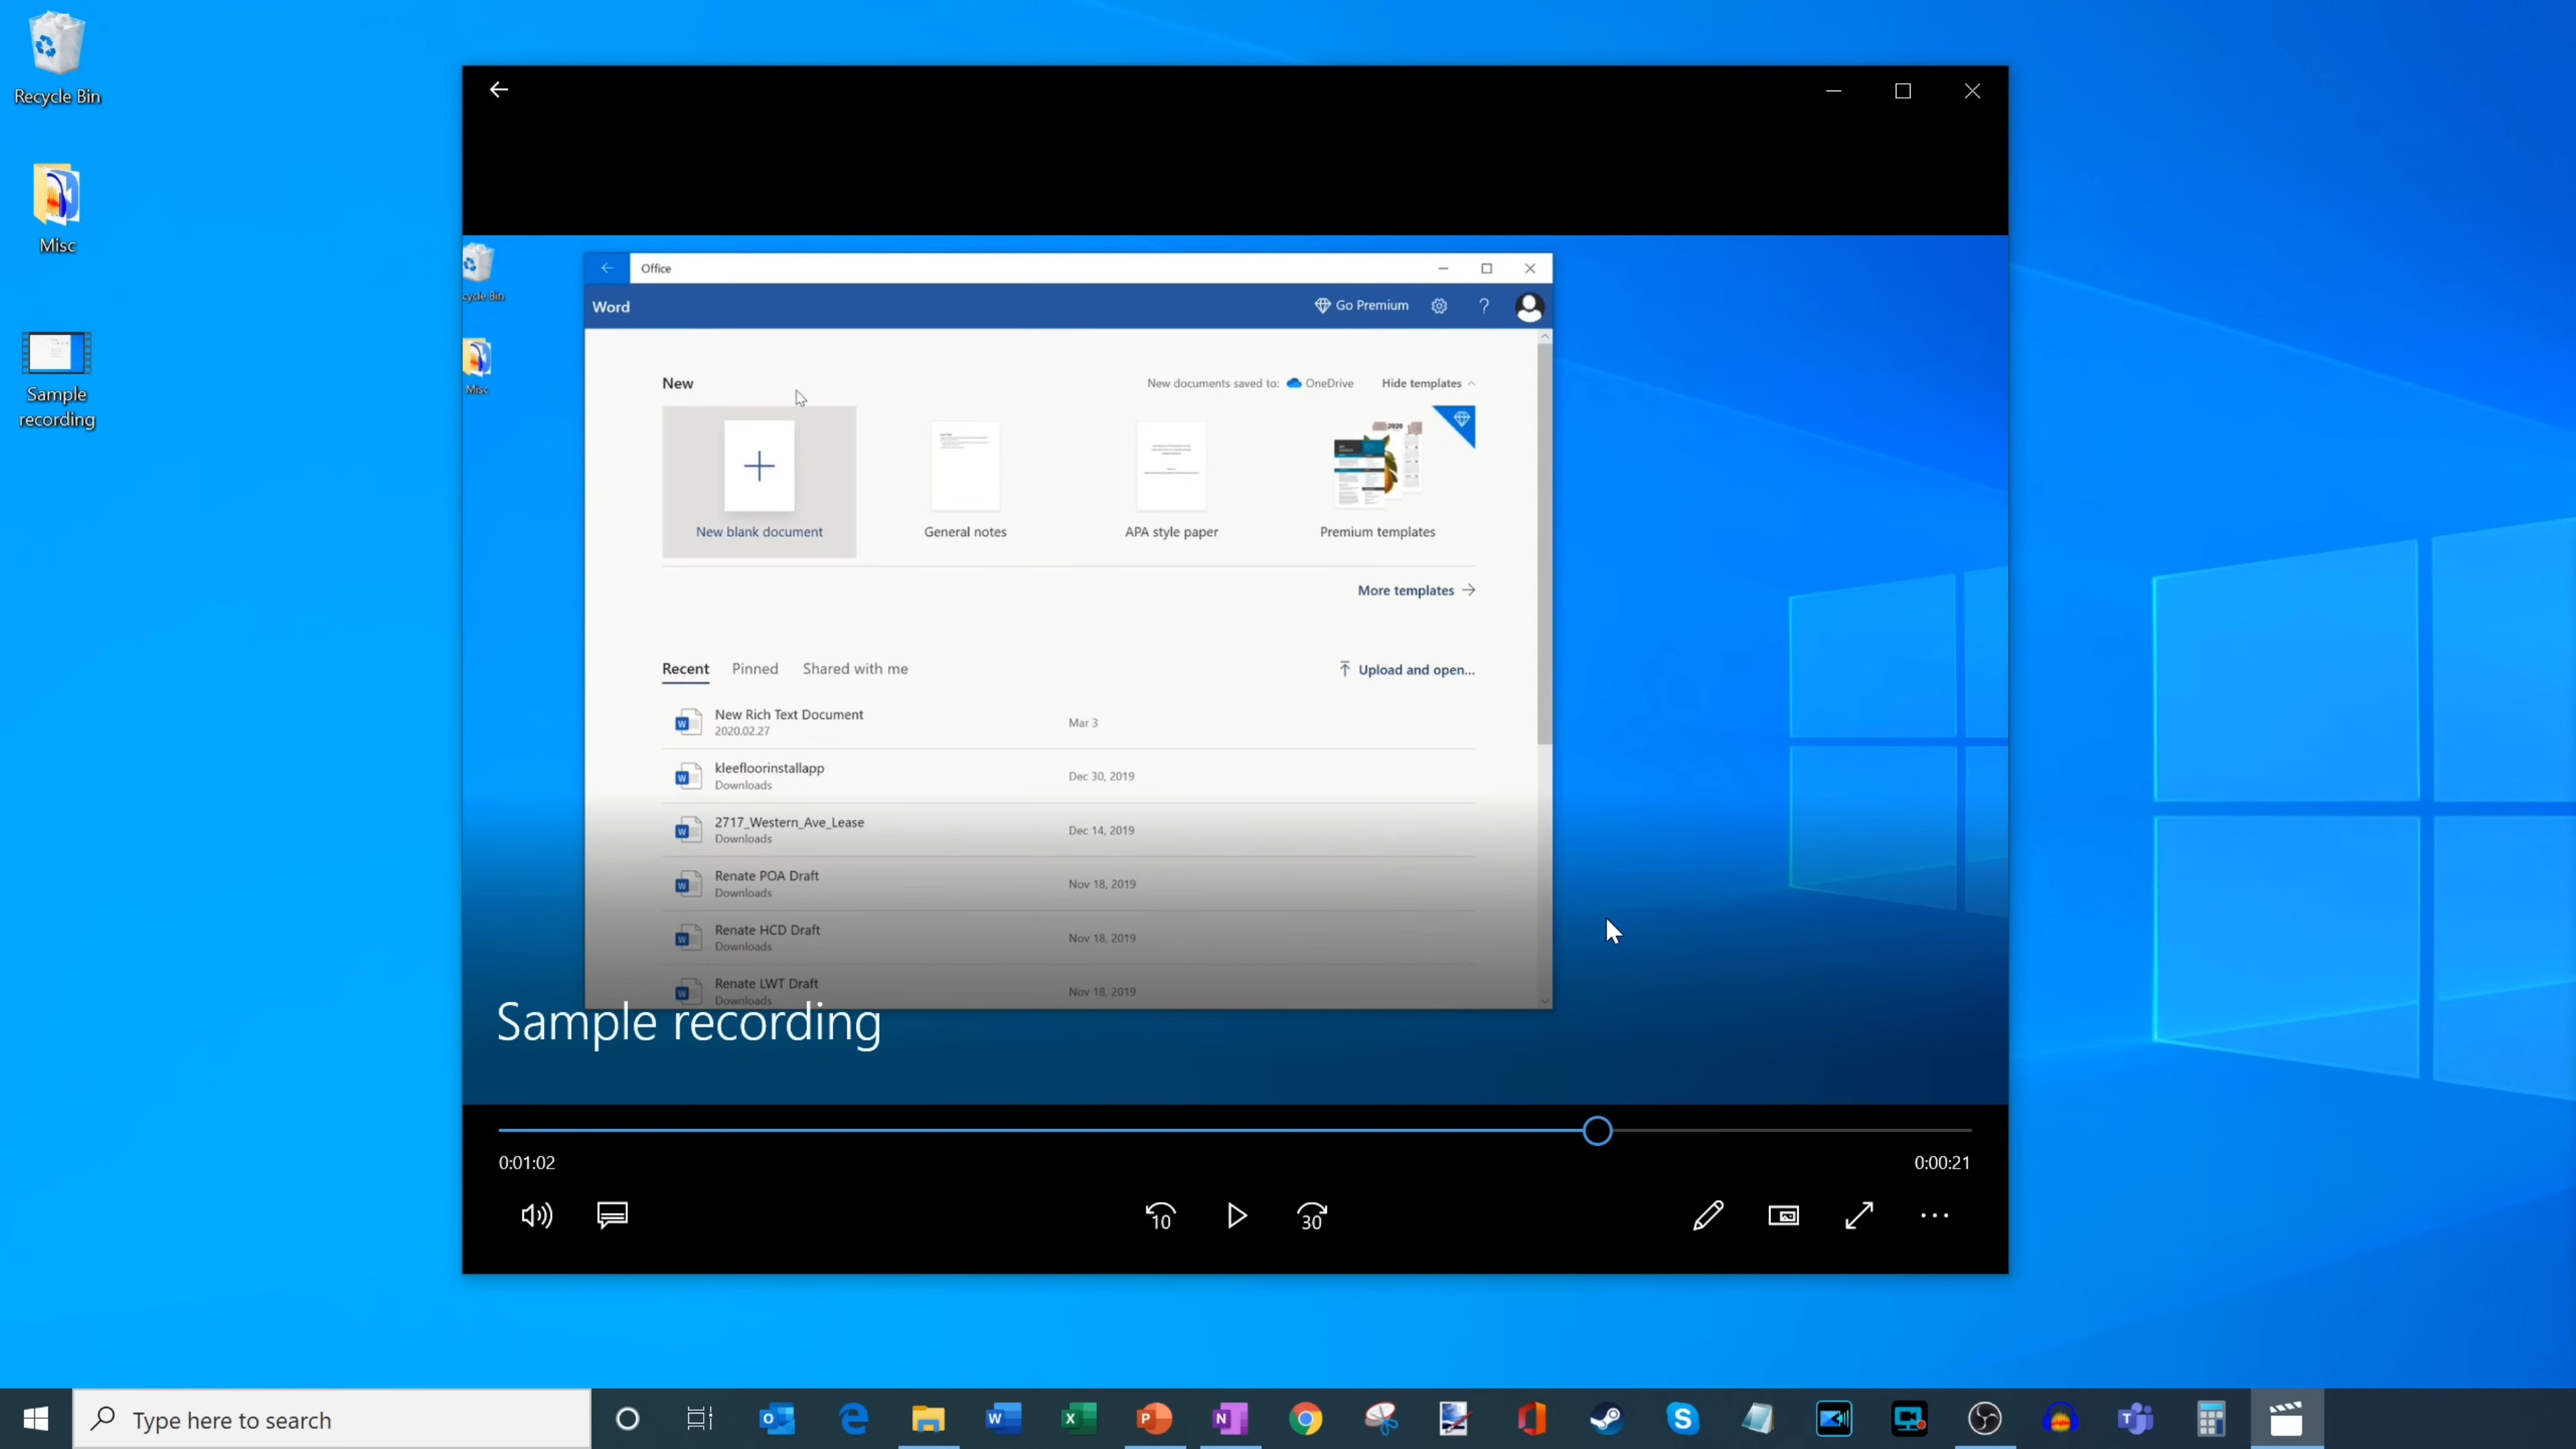 Recycle Bin
Misc
Sample
recording
cycle Bin
Misc
Office
Word
Go Premium
?
New
New documents saved to: OneDrive
Hide templates
2020
New blank document
General notes
APA style paper
Premium templates
More templates
Recent Pinned Shared with me
Upload and open...
New Rich Text Document
2020.02.27
Mar 3
kleefloorinstallapp
Downloads
Dec 30, 2019
2717_Western_Ave_Lease
Downloads
Dec 14, 2019
Renate POA Draft
Downloads
Nov 18, 2019
Renate HCD Draft
Downloads
Nov 18, 2019
Renate LWT Draft
Downloads
Nov 18, 2019
Sample recording
0:01:02
0:00:21
10
30
Type here to search